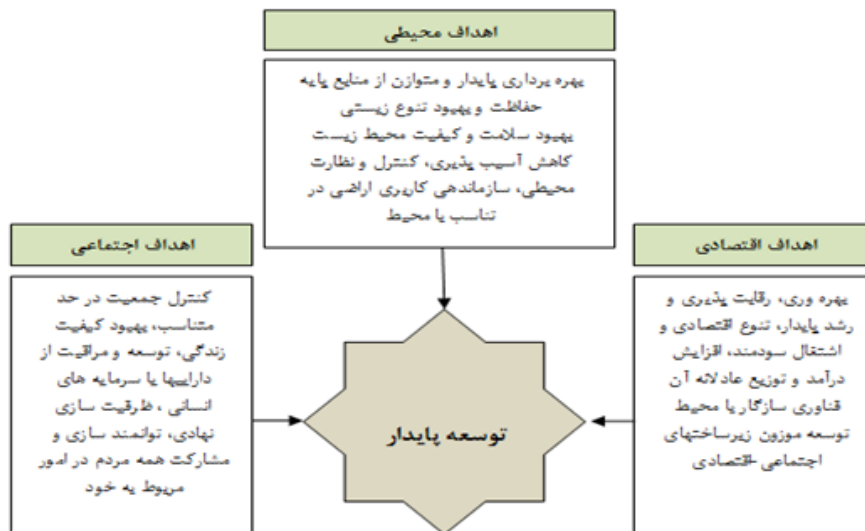 اهداف محیطی
بهره برداری پایدار و متوازن از منابع پایه
حفاظت و بهبود تنوع زیستی
بهبود سلامت و کیفیت محیط زیست
کاهش آسیب پذیری، کنترل و نظارت
محیطی، سازماندهی کاربری اراضی در
تناسب با محیط
اهداف اقتصادی
بهره وری، رقابت پذیری و
رشد پایدار، تنوع اقتصادی و
اشتغال سودمند، افزایش
درآمد و توزیع عادلانه آن
فناوری سازگار با محیط
توسعه موزون زیرساختهای
اجتماعی-اقتصادی
اهداف اجتماعی
کنترل جمعیت در حد
متناسب، بهبود کیفیت
زندگی، توسعه و مراقبت از
داراییها یا سرمایه های
انسانی ، ظرفیت سازی
نهادی، توانمند سازی و
مشارکت همه مردم در امور
مربوط به خود
توسعه پایدار